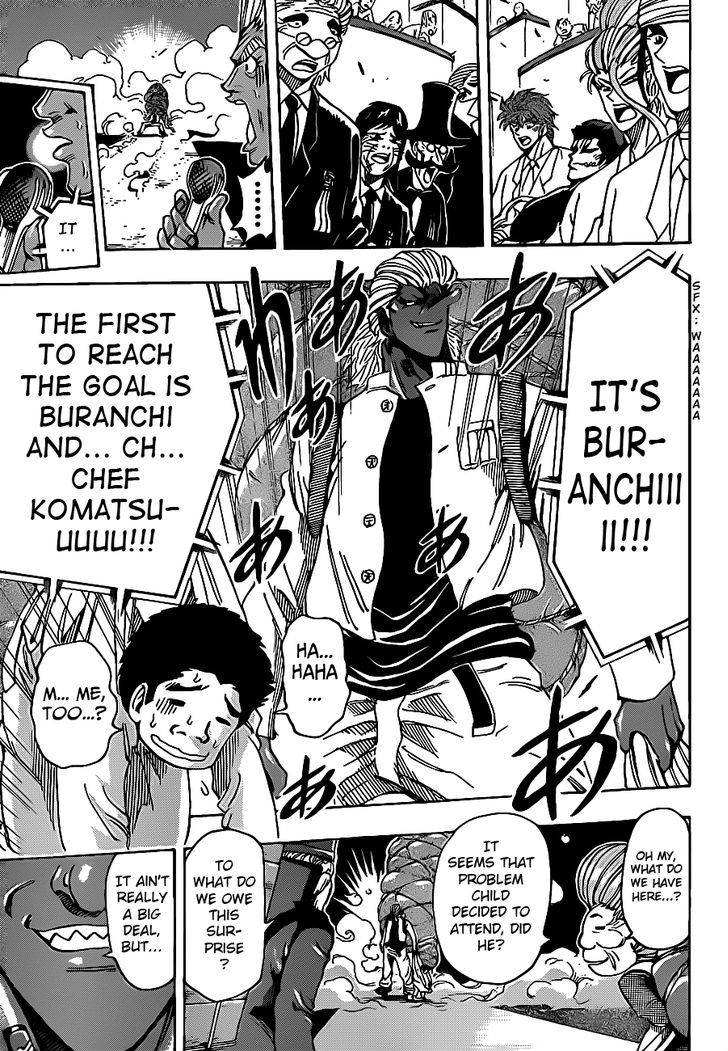 ......
IT
...
SFX: WAAAAAAA
IT'S
BUR-
ANCHIII
II!!!
THE FIRST
TO REACH
THE GOAL IS
BURANCHI
AND... CH...
CHEF
KOMATSU-
UUUU!!!
わあああ
ああああ
HA...
HAHA
...
M... ME,
TOO...?
OH MY,
WHAT DO
WE HAVE
HERE...?
IT
SEEMS THAT
PROBLEM
CHILD
DECIDED TO
ATTEND, DID
HE?
TO
WHAT DO
WE OWE
THIS
SUR-
PRISE
?
IT AIN'T
REALLY
A BIG
DEAL,
BUT...